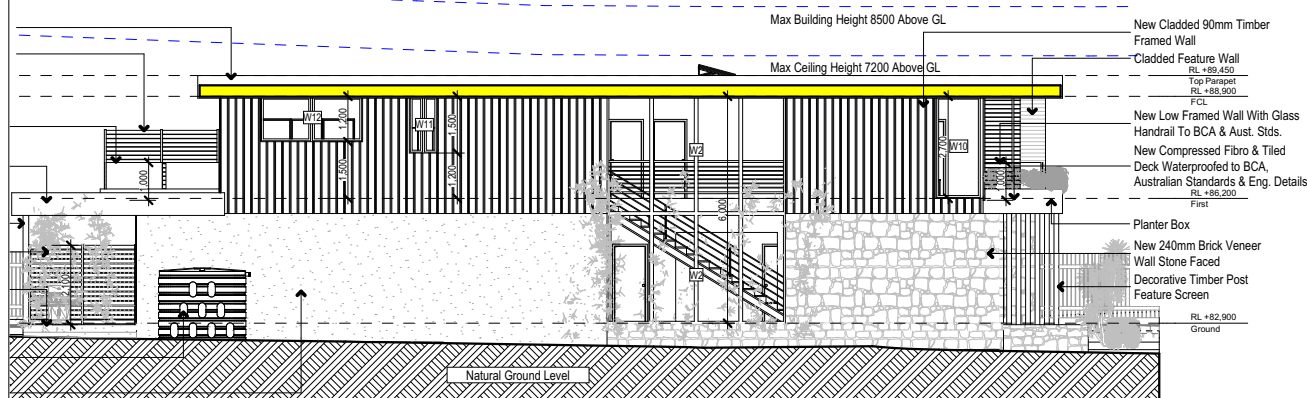 Max Building Height 8500 Above GL
Max Ceiling Height 7200 Above GL
New Cladded 90mm Timber
Framed Wall
Cladded Feature Wall
RL +89,450
Top Parapet
RL +88,900
FCL
New Low Framed Wall With Glass
Handrail To BCA & Aust. Stds.
New Compressed Fibro & Tiled
Deck Waterproofed to BCA,
Australian Standards & Eng. Details
RL +86,200
First
Planter Box
New 240mm Brick Veneer
Wall Stone Faced
Decorative Timber Post
Feature Screen
RL +82,900
Ground
W12
1,200
1,500
W11
1,500
1,200
W2
6,000
W2
2,700
W10
1,000
1,000
2,100
Natural Ground Level